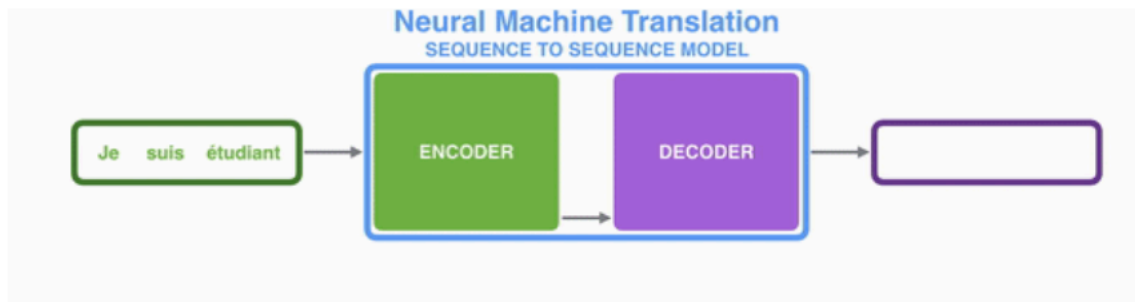 Neural Machine Translation
SEQUENCE TO SEQUENCE MODEL
Je suis étudiant
ENCODER
DECODER